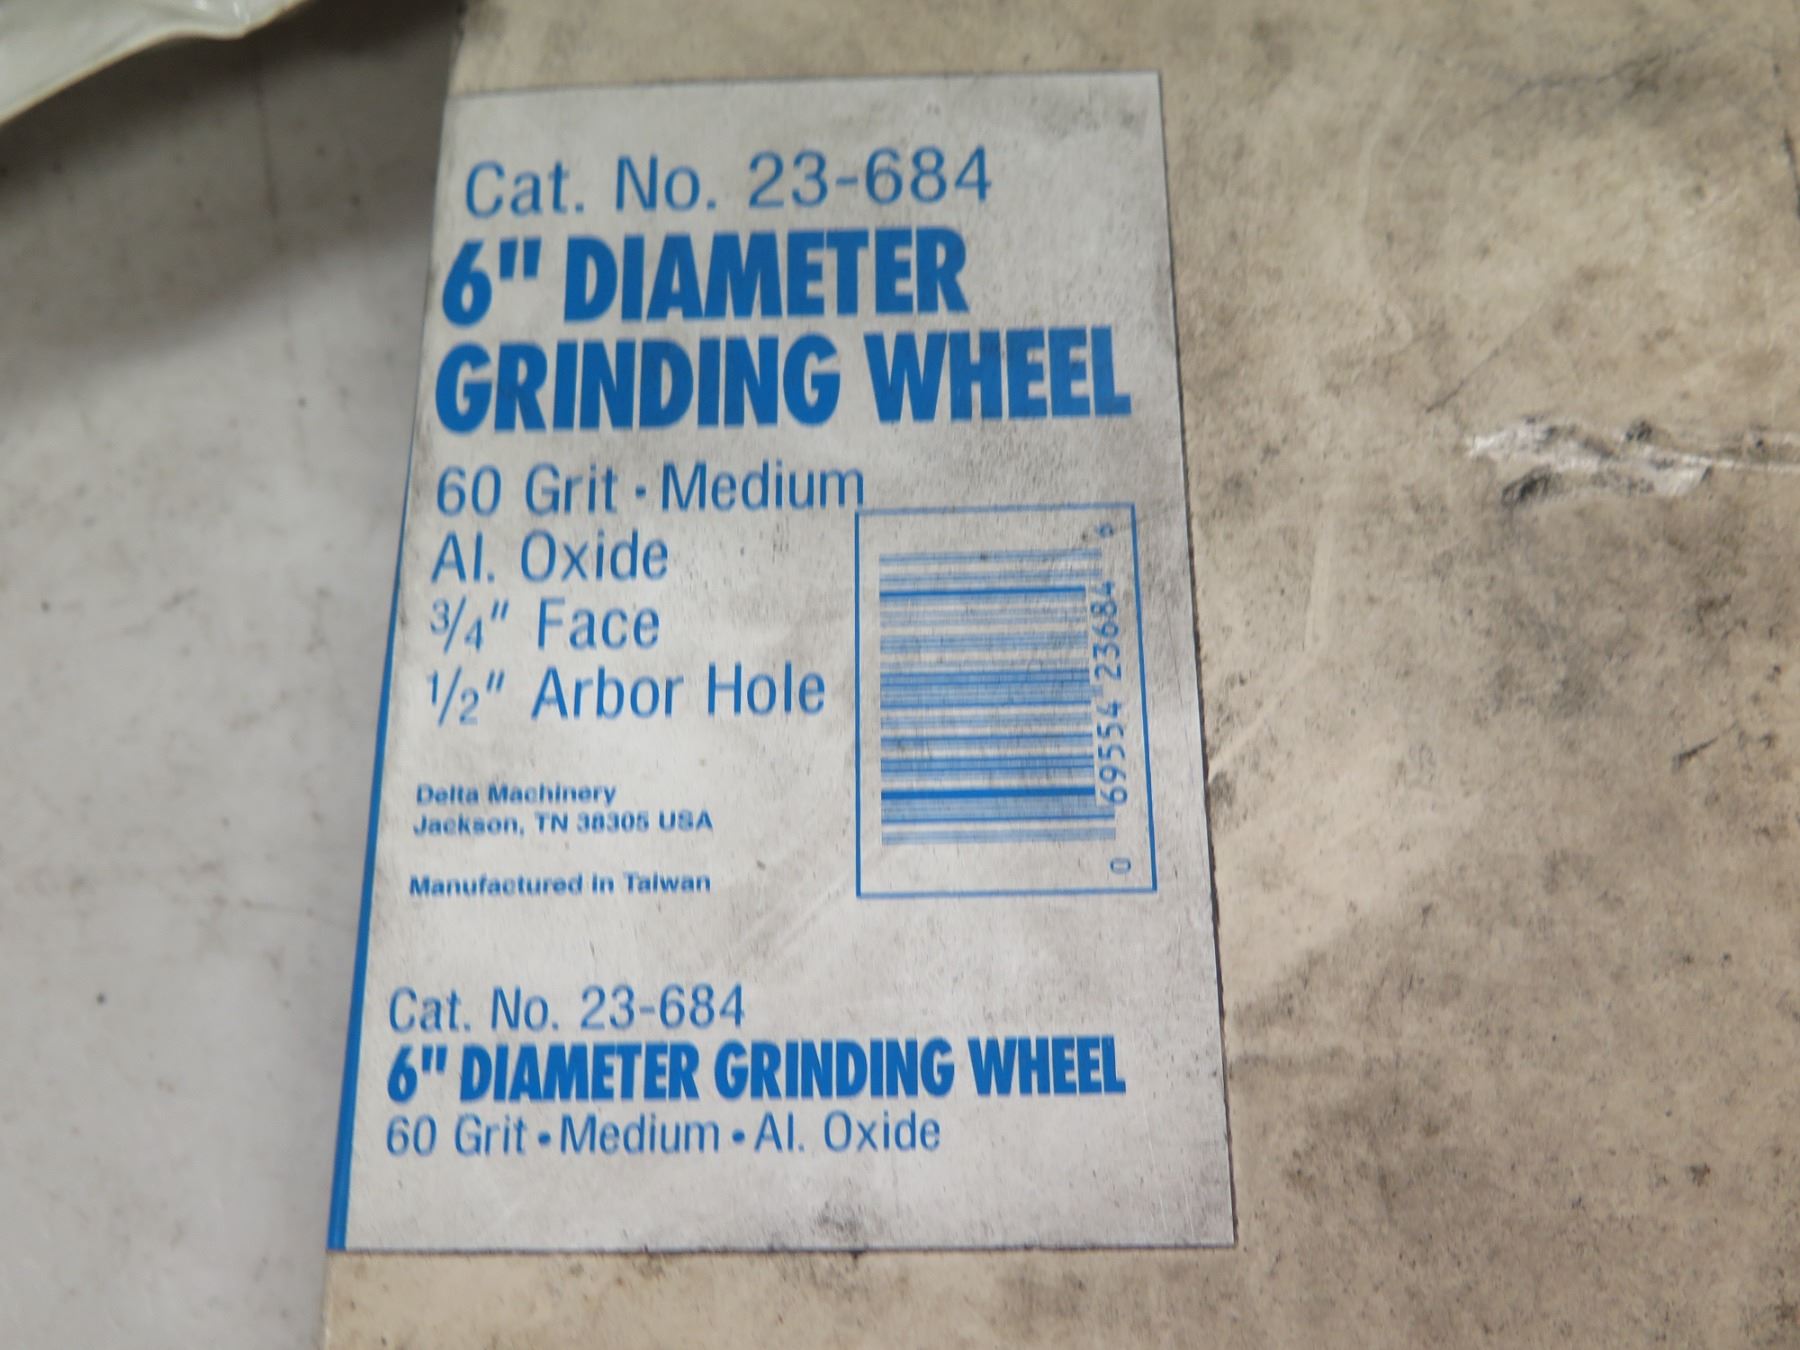 Cat. No. 23-684
6" DIAMETER
GRINDING WHEEL
60 Grit · Medium
Al. Oxide
3/4" Face
1/2" Arbor Hole
0 69554 23684 6
Delta Machinery
Jackson, TN 38305 USA
Manufactured in Taiwan
Cat. No. 23-684
6" DIAMETER GRINDING WHEEL
60 Grit • Medium • Al. Oxide